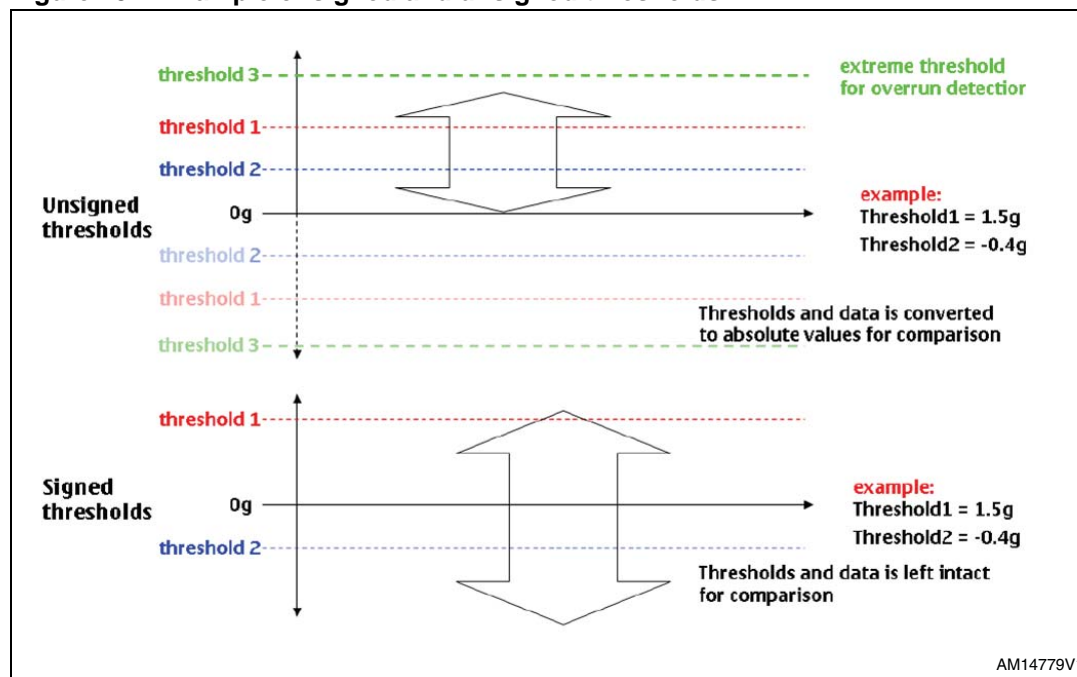 threshold 3
extreme threshold
for overrun detection
threshold 1
threshold 2
Unsigned
thresholds
0g
example:
Threshold1 = 1.5g
Threshold2 = -0.4g
threshold 2
threshold 1
Thresholds and data is converted
to absolute values for comparison
threshold 3
threshold 1
Signed
thresholds
0g
example:
Threshold1 = 1.5g
Threshold2 = -0.4g
threshold 2
Thresholds and data is left intact
for comparison
AM14779V